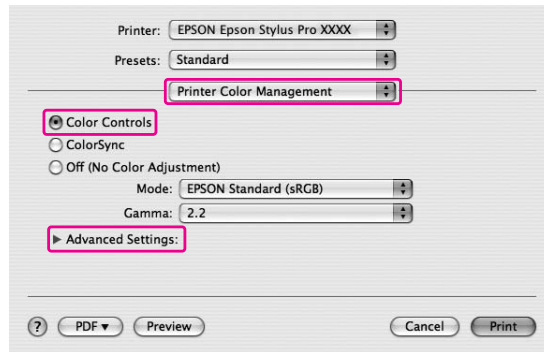 Printer: EPSON Epson Stylus Pro XXXX
Presets: Standard
Printer Color Management
Color Controls
ColorSync
Off (No Color Adjustment)
Mode: EPSON Standard (sRGB)
Gamma: 2.2
Advanced Settings:
? PDF Preview Cancel Print